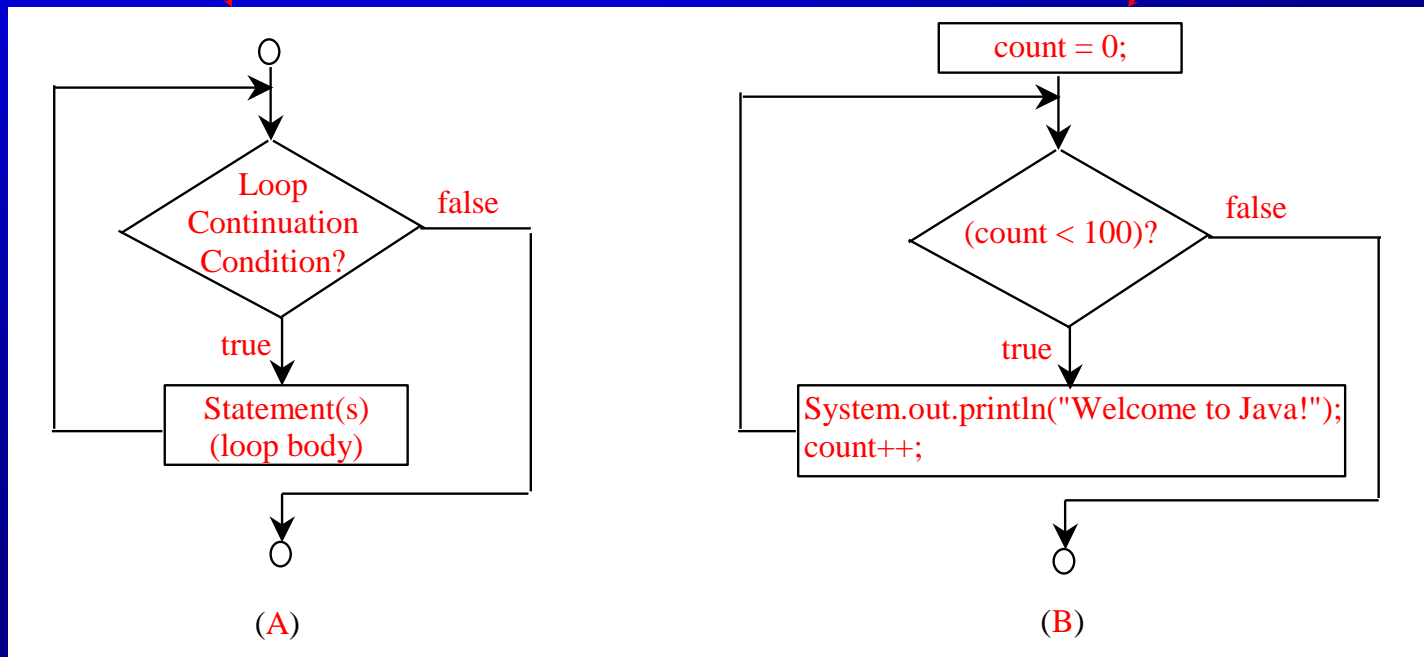 Loop
Continuation
Condition?
false
true
Statement(s)
(loop body)
(A)
count = 0;
(count < 100)?
false
true
System.out.println("Welcome to Java!");
count++;
(B)